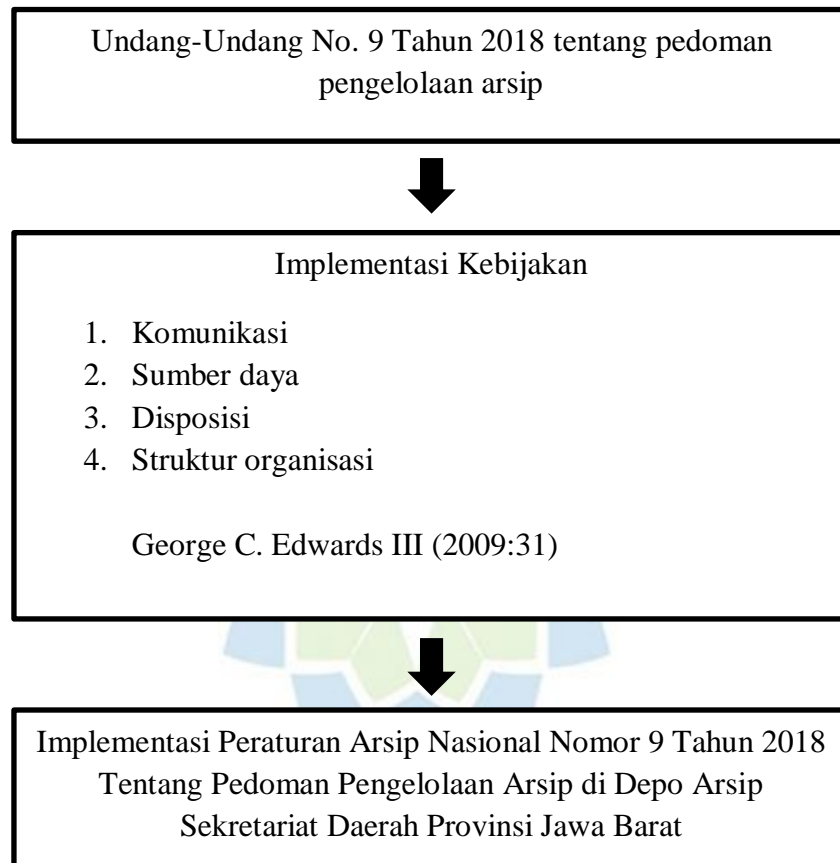 Undang-Undang No. 9 Tahun 2018 tentang pedoman
pengelolaan arsip
Implementasi Kebijakan
1. Komunikasi
2. Sumber daya
3. Disposisi
4. Struktur organisasi
George C. Edwards III (2009:31)
Implementasi Peraturan Arsip Nasional Nomor 9 Tahun 2018
Tentang Pedoman Pengelolaan Arsip di Depo Arsip
Sekretariat Daerah Provinsi Jawa Barat